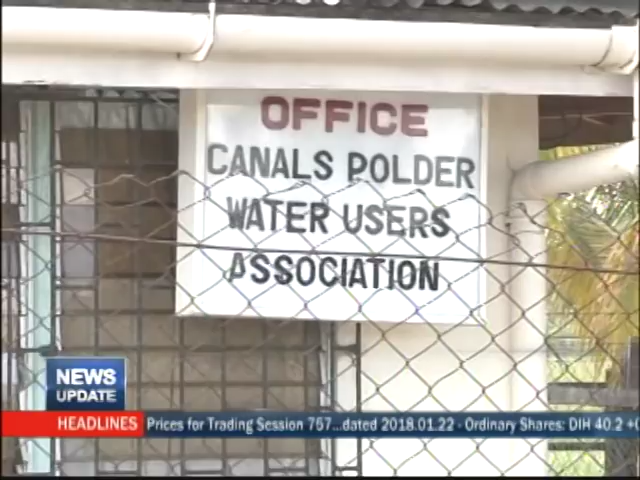 OFFICE
CANALS POLDER
WATER USERS
ASSOCIATION
NEWS
UPDATE
HEADLINES
Prices for Trading Session 757...dated 2018.01.22 - Ordinary Shares: DIH 40.2